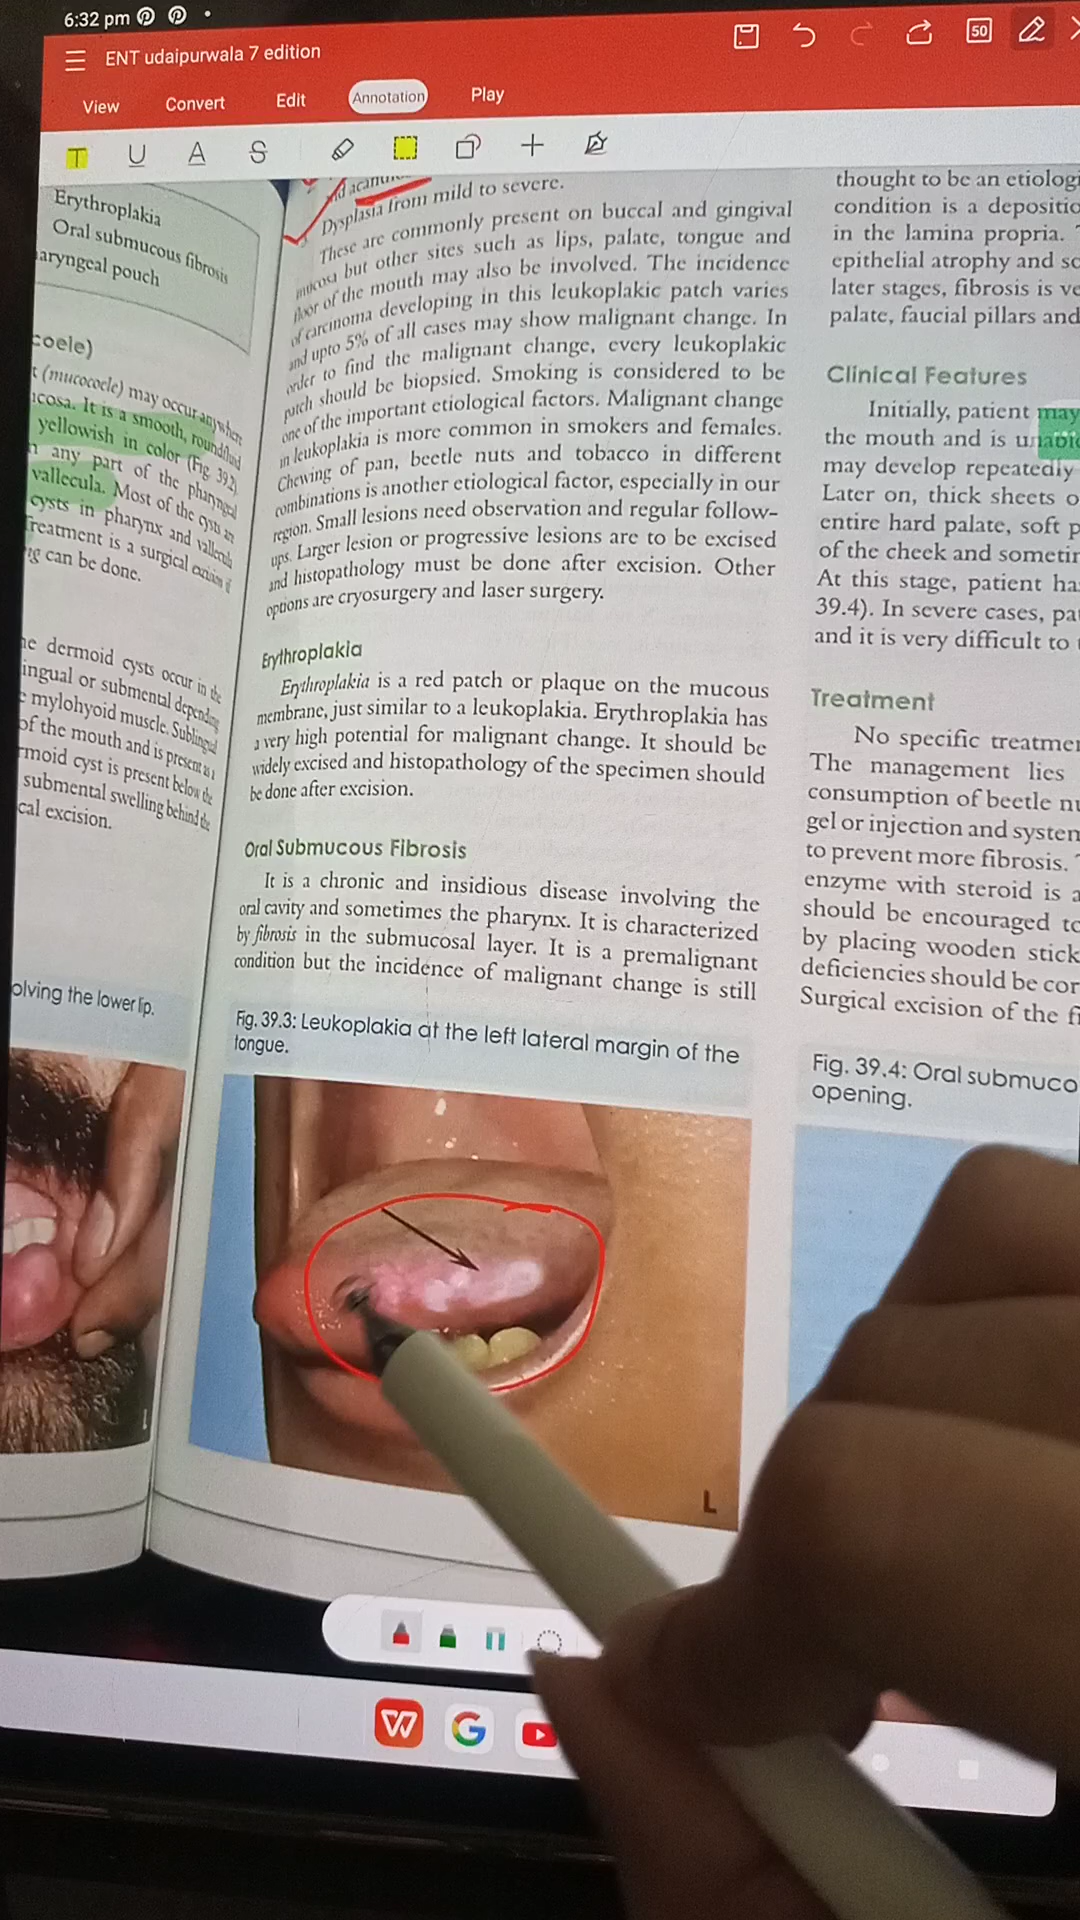 6:32 pm
ENT udaipurwala 7 edition
50
View Convert Edit Annotation Play
T U A S
Erythroplakia
Oral submucous fibrosis
aryngeal pouch
coele)
t (mucocele) may occur anywhere
icosa. It is a smooth, round fluid
yellowish in color (Fig. 39.2).
n any part of the pharyngeal
vallecula. Most of the cysts are
cysts in pharynx and vallecula
Treatment is a surgical excision if
ng can be done.
ne dermoid cysts occur in the
ingual or submental depending
e mylohyoid muscle. Sublingual
of the mouth and is present as a
rmoid cyst is present below the
submental swelling behind the
cal excision.
olving the lower lip.
Dysplasia from mild to severe.
These are commonly present on buccal and gingival
mucosa but other sites such as lips, palate, tongue and
floor of the mouth may also be involved. The incidence
of carcinoma developing in this leukoplakic patch varies
and upto 5% of all cases may show malignant change. In
order to find the malignant change, every leukoplakic
patch should be biopsied. Smoking is considered to be
one of the important etiological factors. Malignant change
in leukoplakia is more common in smokers and females.
Chewing of pan, beetle nuts and tobacco in different
combinations is another etiological factor, especially in our
region. Small lesions need observation and regular follow-
ups. Larger lesion or progressive lesions are to be excised
and histopathology must be done after excision. Other
options are cryosurgery and laser surgery.
Erythroplakia
Erythroplakia is a red patch or plaque on the mucous
membrane, just similar to a leukoplakia. Erythroplakia has
a very high potential for malignant change. It should be
widely excised and histopathology of the specimen should
be done after excision.
Oral Submucous Fibrosis
It is a chronic and insidious disease involving the
oral cavity and sometimes the pharynx. It is characterized
by fibrosis in the submucosal layer. It is a premalignant
condition but the incidence of malignant change is still
Fig. 39.3: Leukoplakia at the left lateral margin of the
tongue.
L
thought to be an etiologi
condition is a depositio
in the lamina propria.
epithelial atrophy and so
later stages, fibrosis is ve
palate, faucial pillars and
Clinical Features
Initially, patient may
the mouth and is unable
may develop repeatedly
Later on, thick sheets o
entire hard palate, soft p
of the cheek and sometim
At this stage, patient ha
39.4). In severe cases, pat
and it is very difficult to
Treatment
No specific treatmen
The management lies
consumption of beetle nu
gel or injection and system
to prevent more fibrosis.
enzyme with steroid is a
should be encouraged to
by placing wooden stick
deficiencies should be cor
Surgical excision of the fi
Fig. 39.4: Oral submuco
opening.